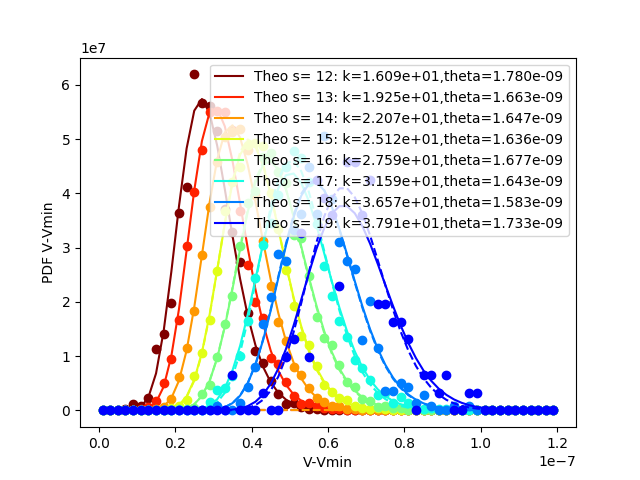 1e7
Theo s= 12: k=1.609e+01,theta=1.780e-09
Theo s= 13: k=1.925e+01,theta=1.663e-09
Theo s= 14: k=2.207e+01,theta=1.647e-09
Theo s= 15: k=2.512e+01,theta=1.636e-09
Theo s= 16: k=2.759e+01,theta=1.677e-09
Theo s= 17: k=3.159e+01,theta=1.643e-09
Theo s= 18: k=3.657e+01,theta=1.583e-09
Theo s= 19: k=3.791e+01,theta=1.733e-09
6
5
4
3
2
1
0
PDF V-Vmin
0.0 0.2 0.4 0.6 0.8 1.0 1.2
V-Vmin
1e−7